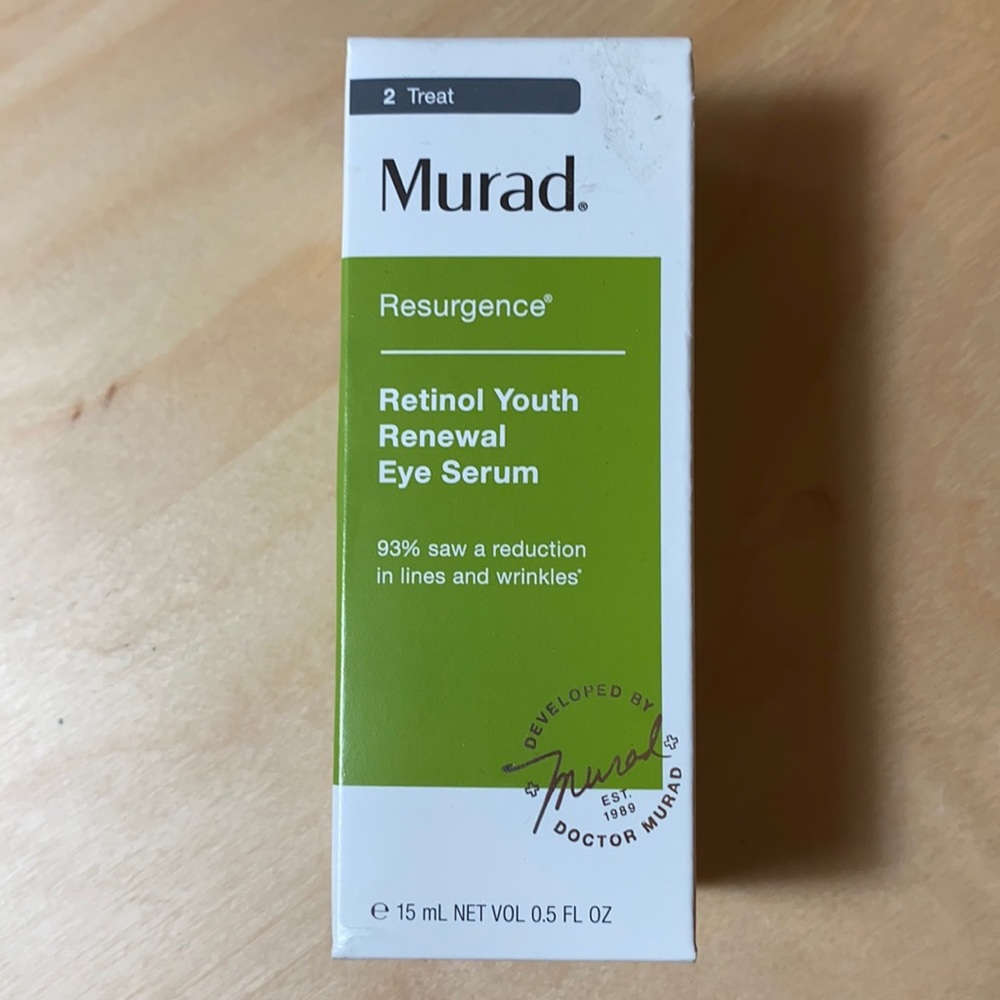 2 Treat
Murad®
Resurgence®
Retinol Youth
Renewal
Eye Serum
93% saw a reduction
in lines and wrinkles*
DEVELOPED BY
Murad
EST.
1989
DOCTOR MURAD
℮ 15 mL NET VOL 0.5 FL OZ